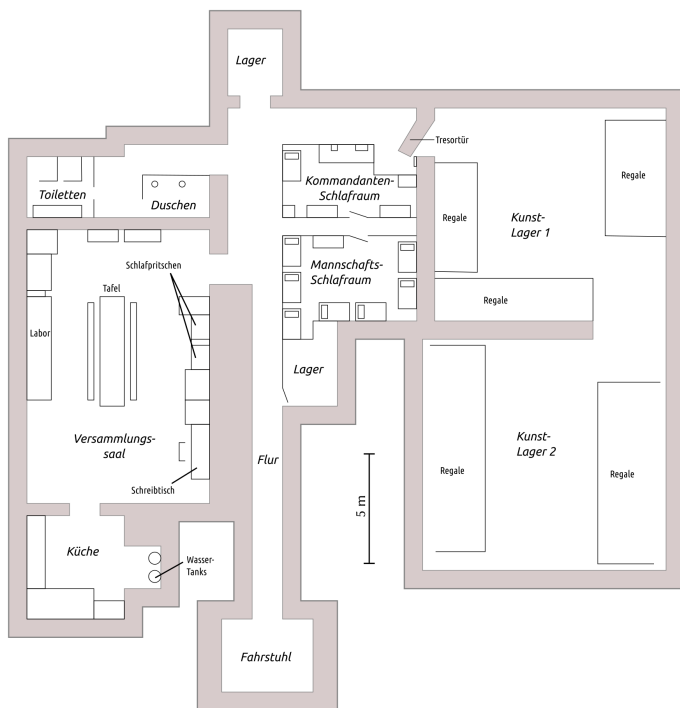 Lager
Tresortür
Toiletten
Duschen
Kommandanten-
Schlafraum
Regale
Regale
Kunst-
Lager 1
Schlafpritschen
Mannschafts-
Schlafraum
Tafel
Regale
Labor
Lager
Versammlungs-
saal
Flur
Kunst-
Lager 2
Regale
Regale
Schreibtisch
5 m
Küche
Wasser-
Tanks
Fahrstuhl